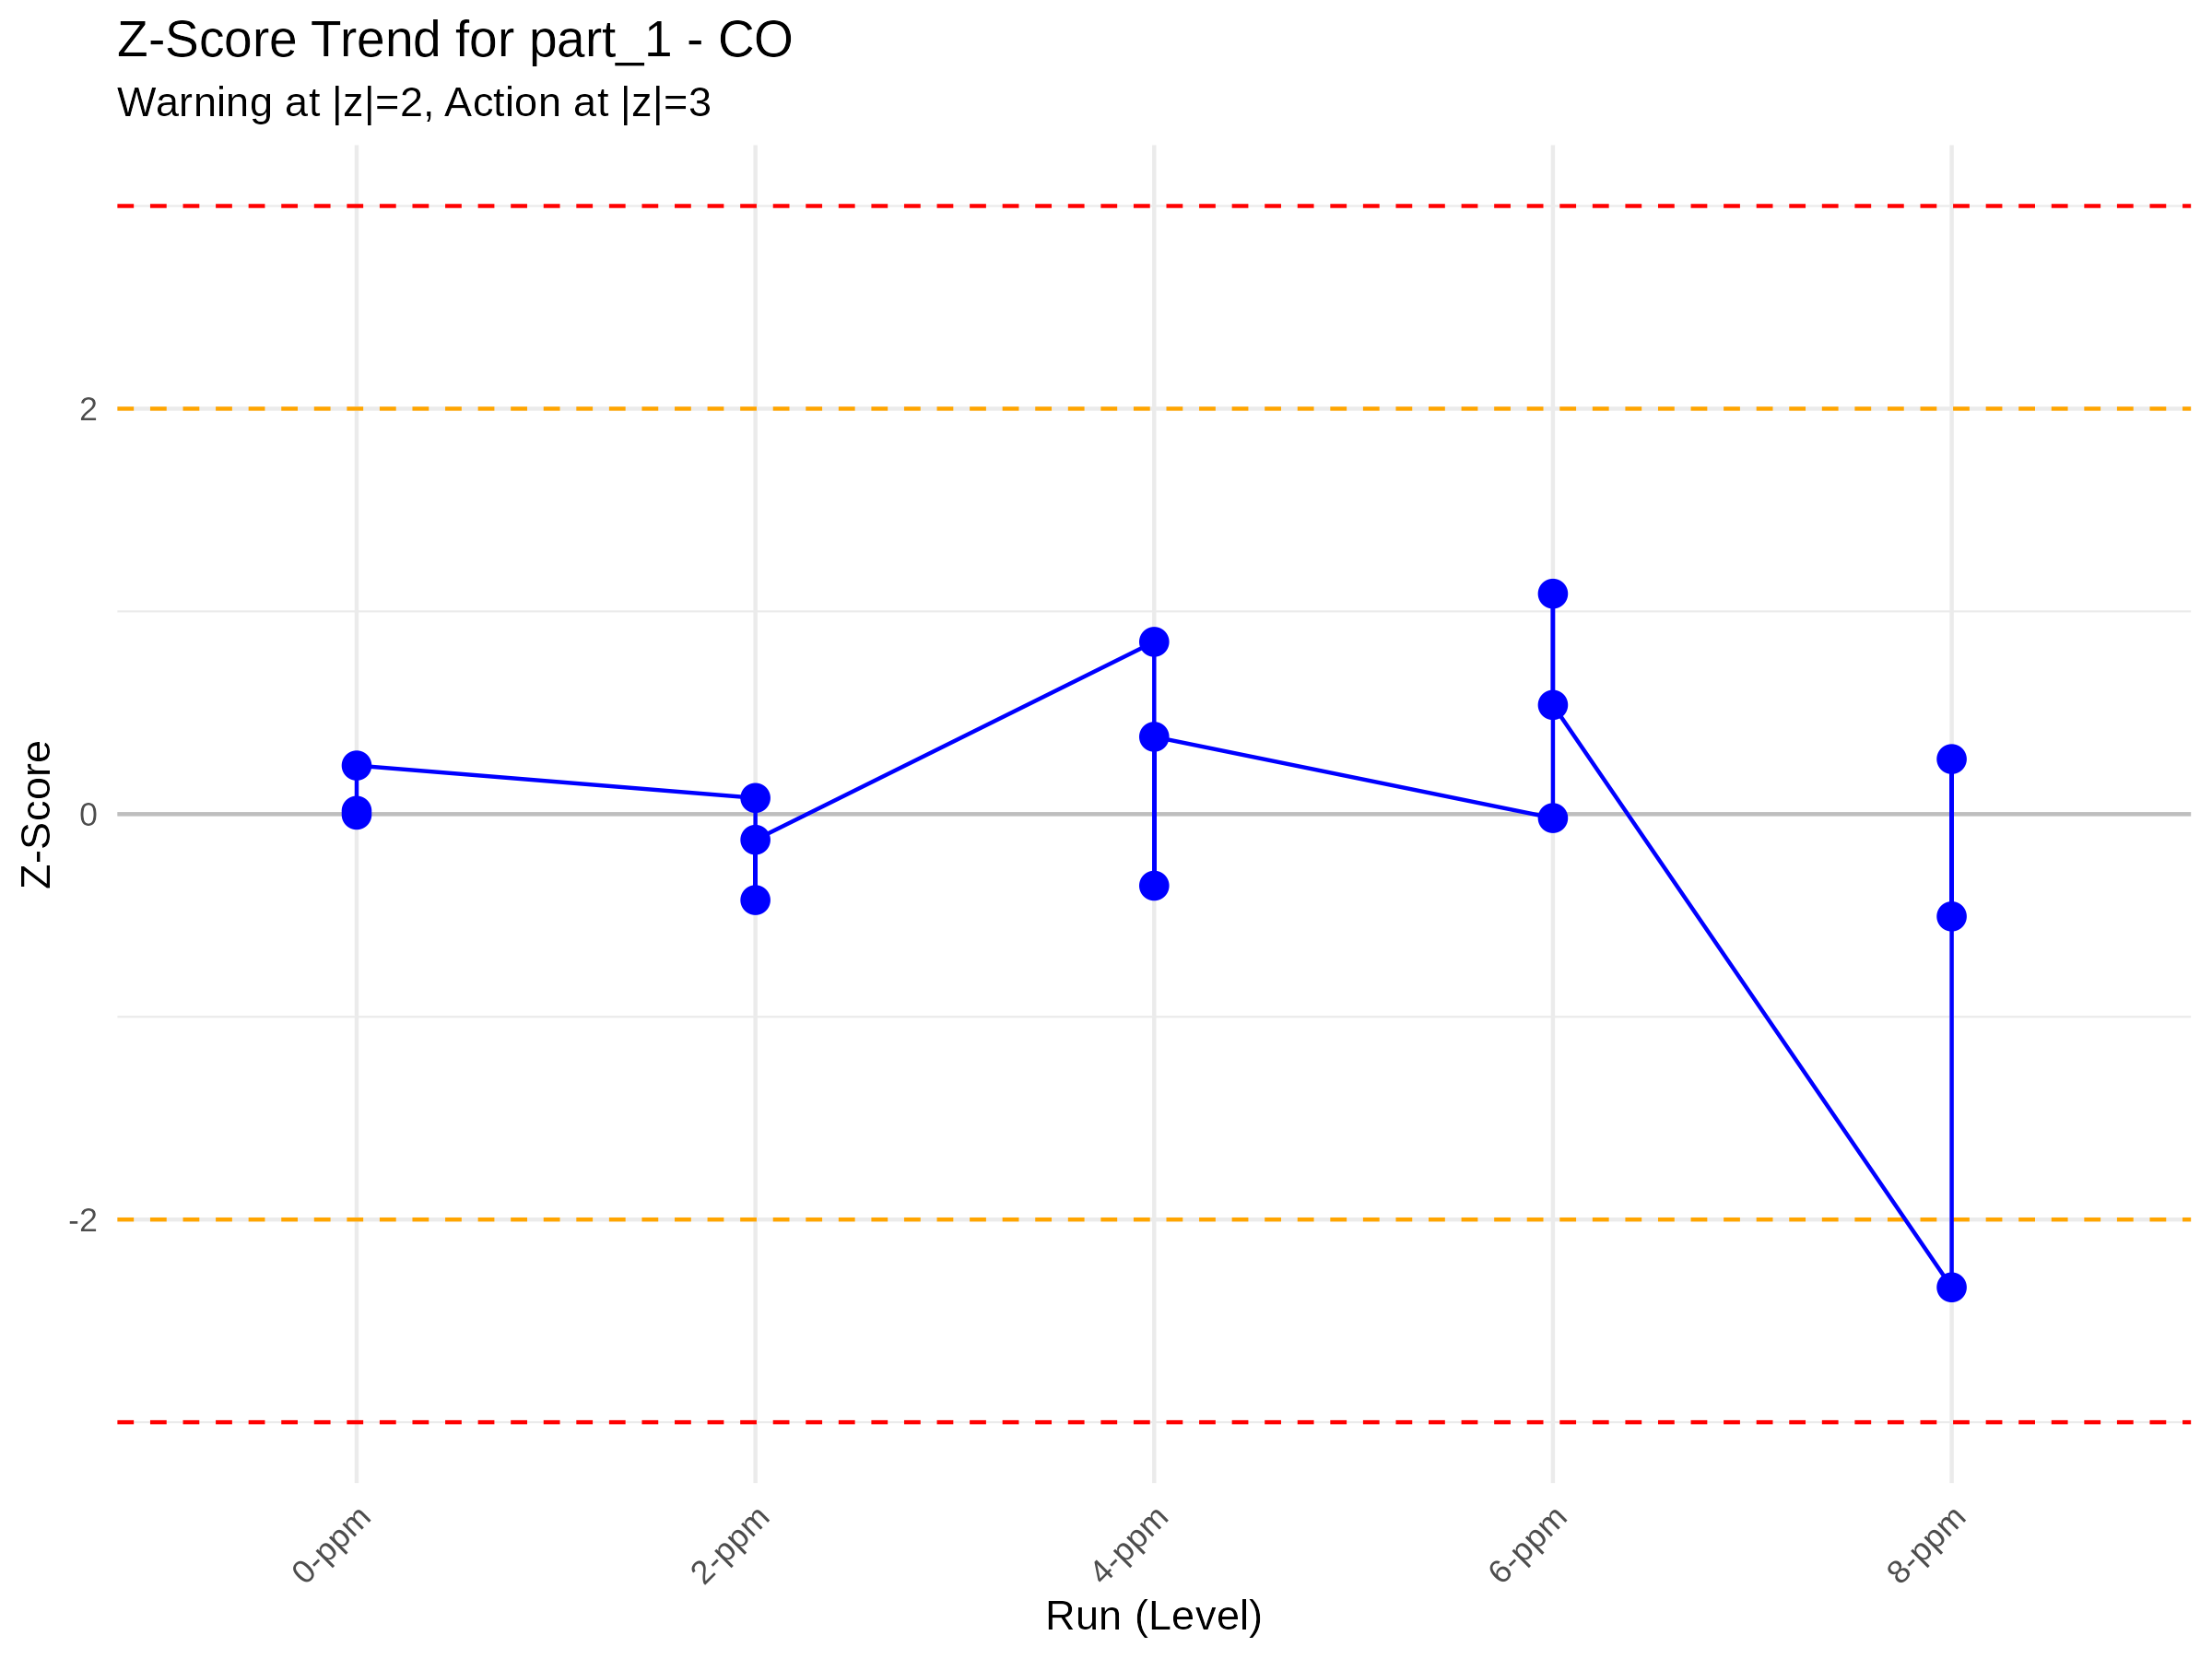 Z-Score Trend for part_1 - CO
Warning at |z|=2, Action at |z|=3
2
0
-2
Z-Score
0-ppm
2-ppm
4-ppm
6-ppm
8-ppm
Run (Level)